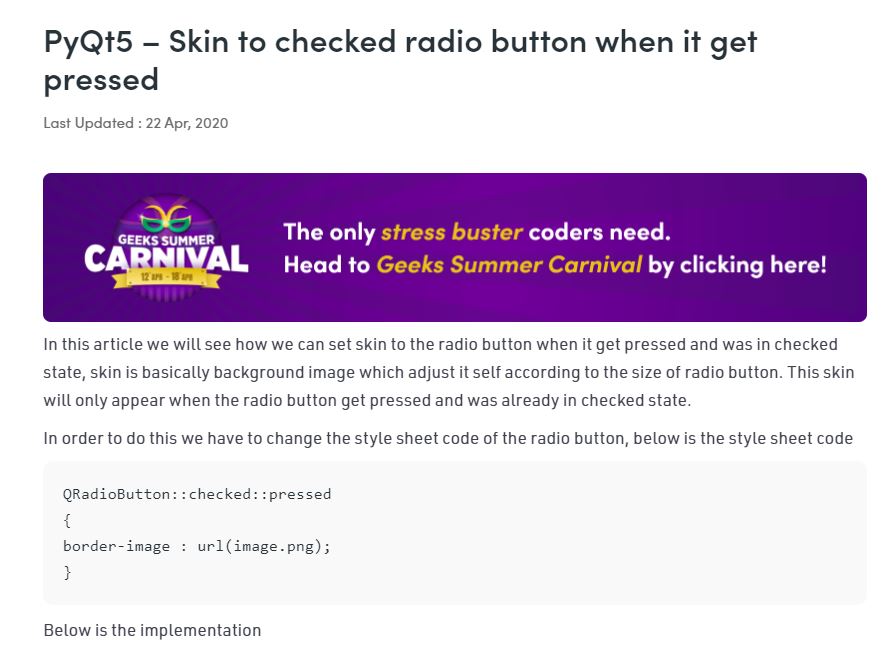 PyQt5 – Skin to checked radio button when it get
pressed
Last Updated : 22 Apr, 2020
GEEKS SUMMER
CARNIVAL
12 APR - 18 APR
The only stress buster coders need.
Head to Geeks Summer Carnival by clicking here!
In this article we will see how we can set skin to the radio button when it get pressed and was in checked
state, skin is basically background image which adjust it self according to the size of radio button. This skin
will only appear when the radio button get pressed and was already in checked state.
In order to do this we have to change the style sheet code of the radio button, below is the style sheet code
QRadioButton::checked::pressed
{
border-image : url(image.png);
}
Below is the implementation